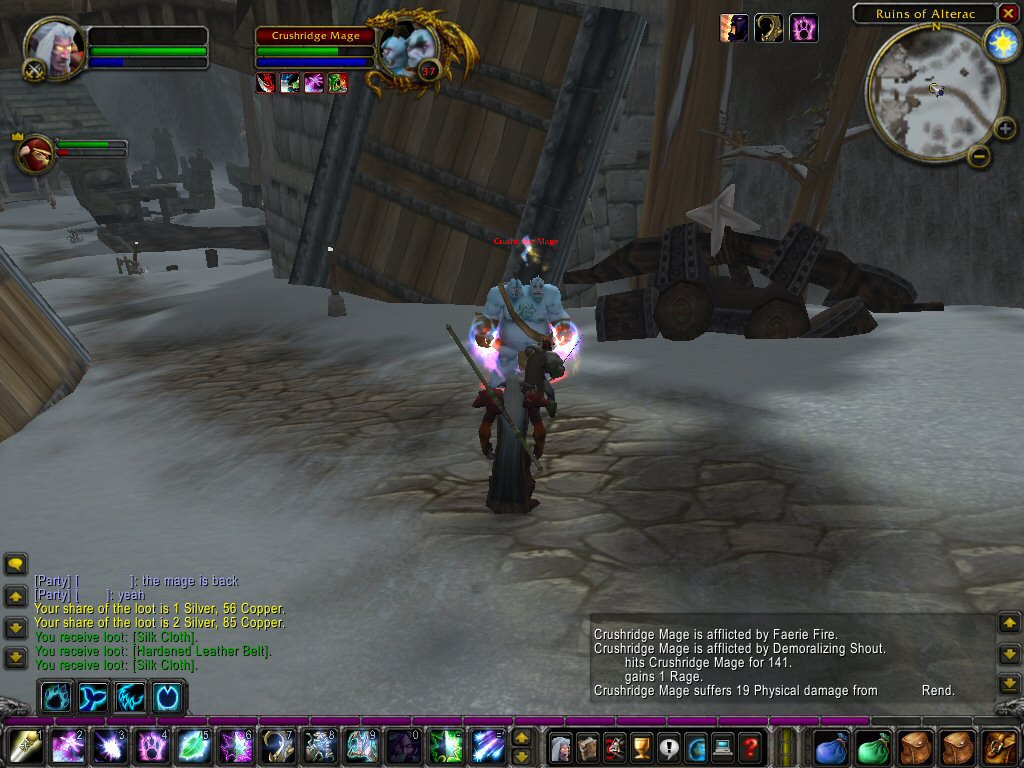 Crushridge Mage
37
Ruins of Alterac
N
Crushridge Mage
[Party] [ ]: the mage is back
[Party] [ ]: yeah
Your share of the loot is 1 Silver, 56 Copper.
Your share of the loot is 2 Silver, 85 Copper.
You receive loot: [Silk Cloth].
You receive loot: [Hardened Leather Belt].
You receive loot: [Silk Cloth].
Crushridge Mage is afflicted by Faerie Fire.
Crushridge Mage is afflicted by Demoralizing Shout.
hits Crushridge Mage for 141.
gains 1 Rage.
Crushridge Mage suffers 19 Physical damage from Rend.
1 2 3 4 5 6 7 8 9 0 - =